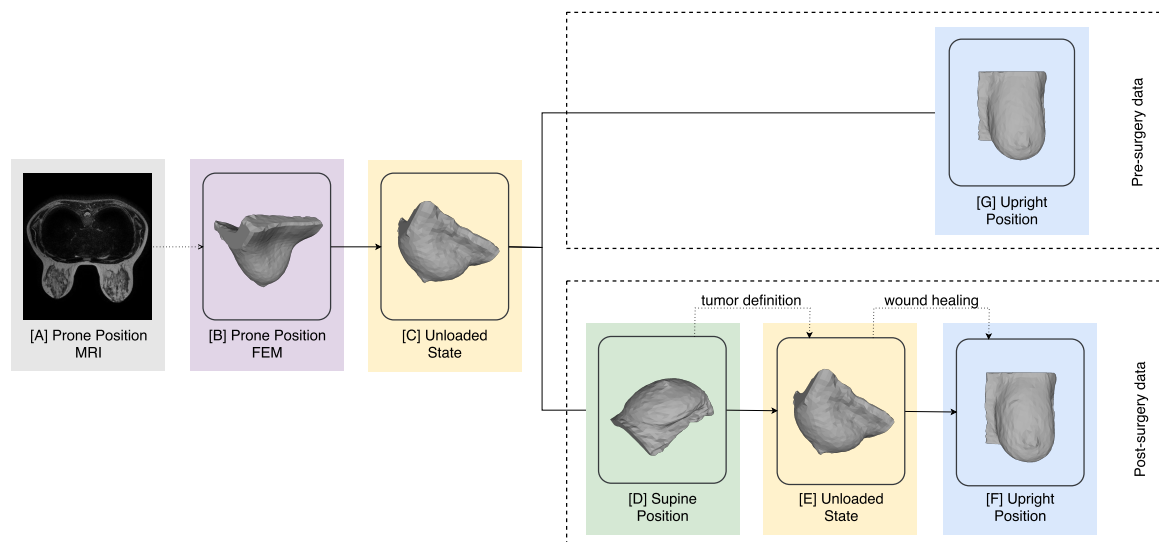 [A] Prone Position
MRI
[B] Prone Position
FEM
[C] Unloaded
State
[G] Upright
Position
Pre-surgery data
tumor definition
wound healing
[D] Supine
Position
[E] Unloaded
State
[F] Upright
Position
Post-surgery data